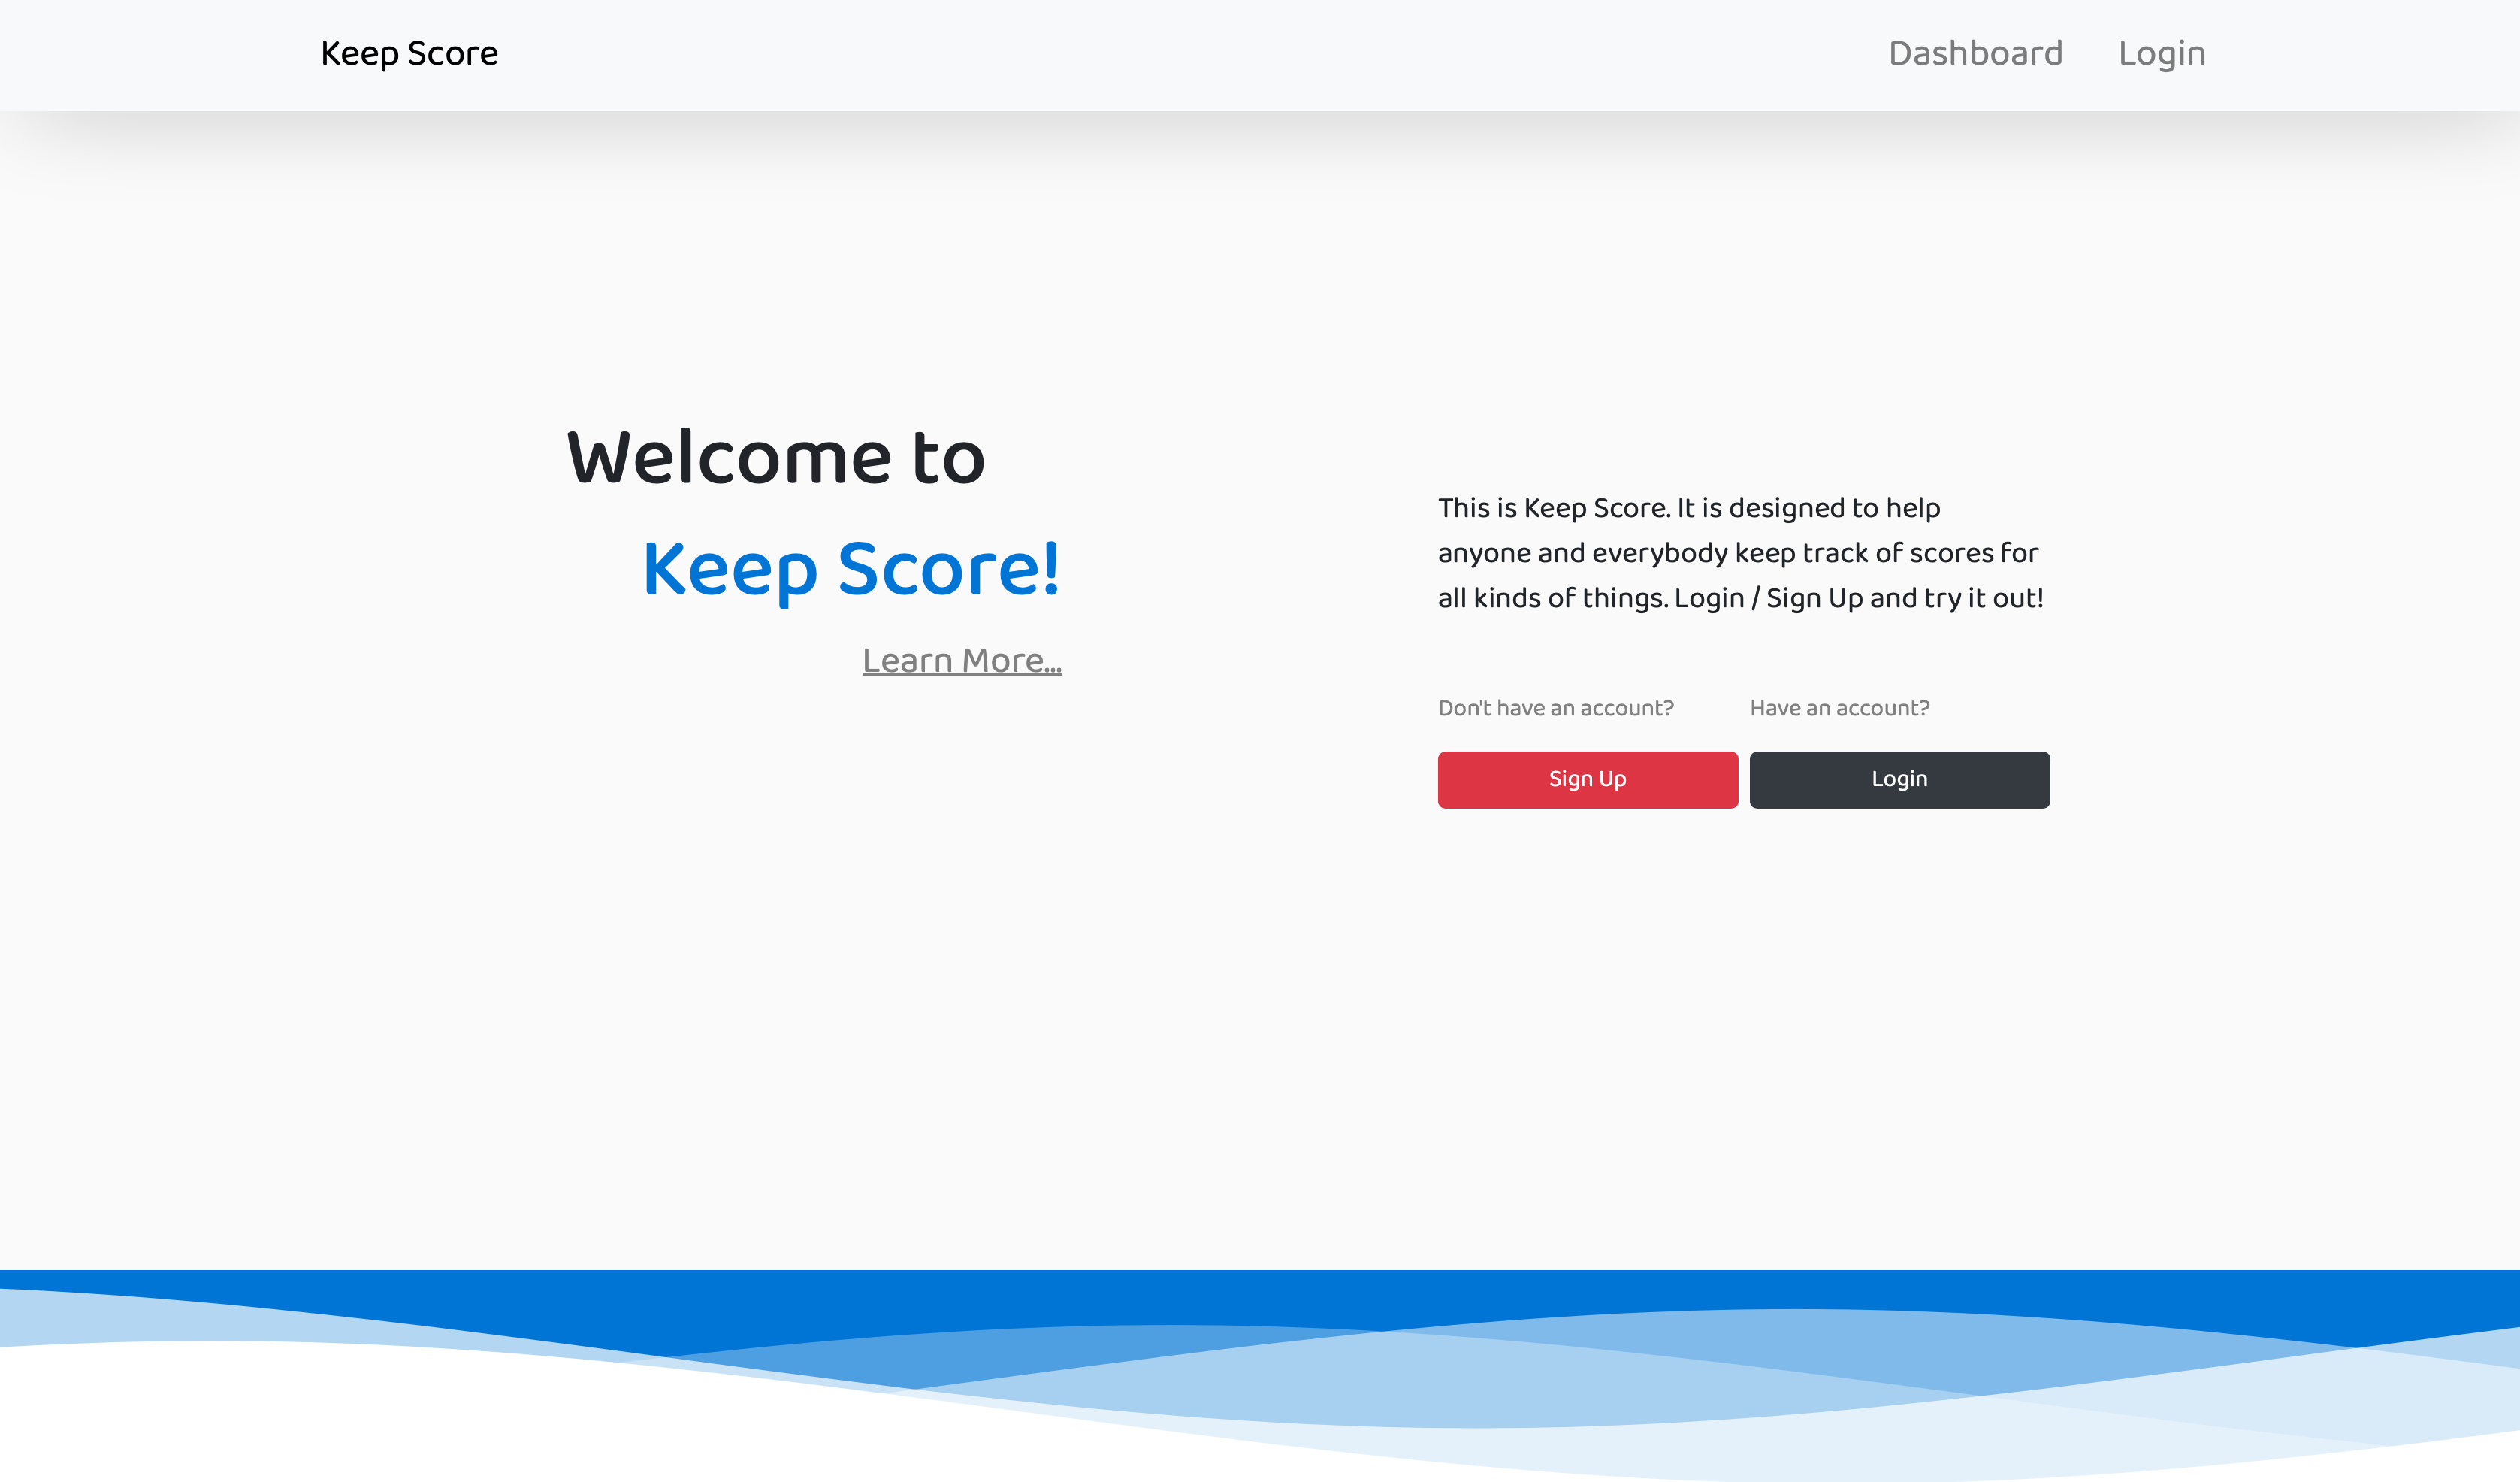 Keep Score
Dashboard
Login
Welcome to
Keep Score!
Learn More...
This is Keep Score. It is designed to help
anyone and everybody keep track of scores for
all kinds of things. Login / Sign Up and try it out!
Don't have an account?
Have an account?
Sign Up
Login